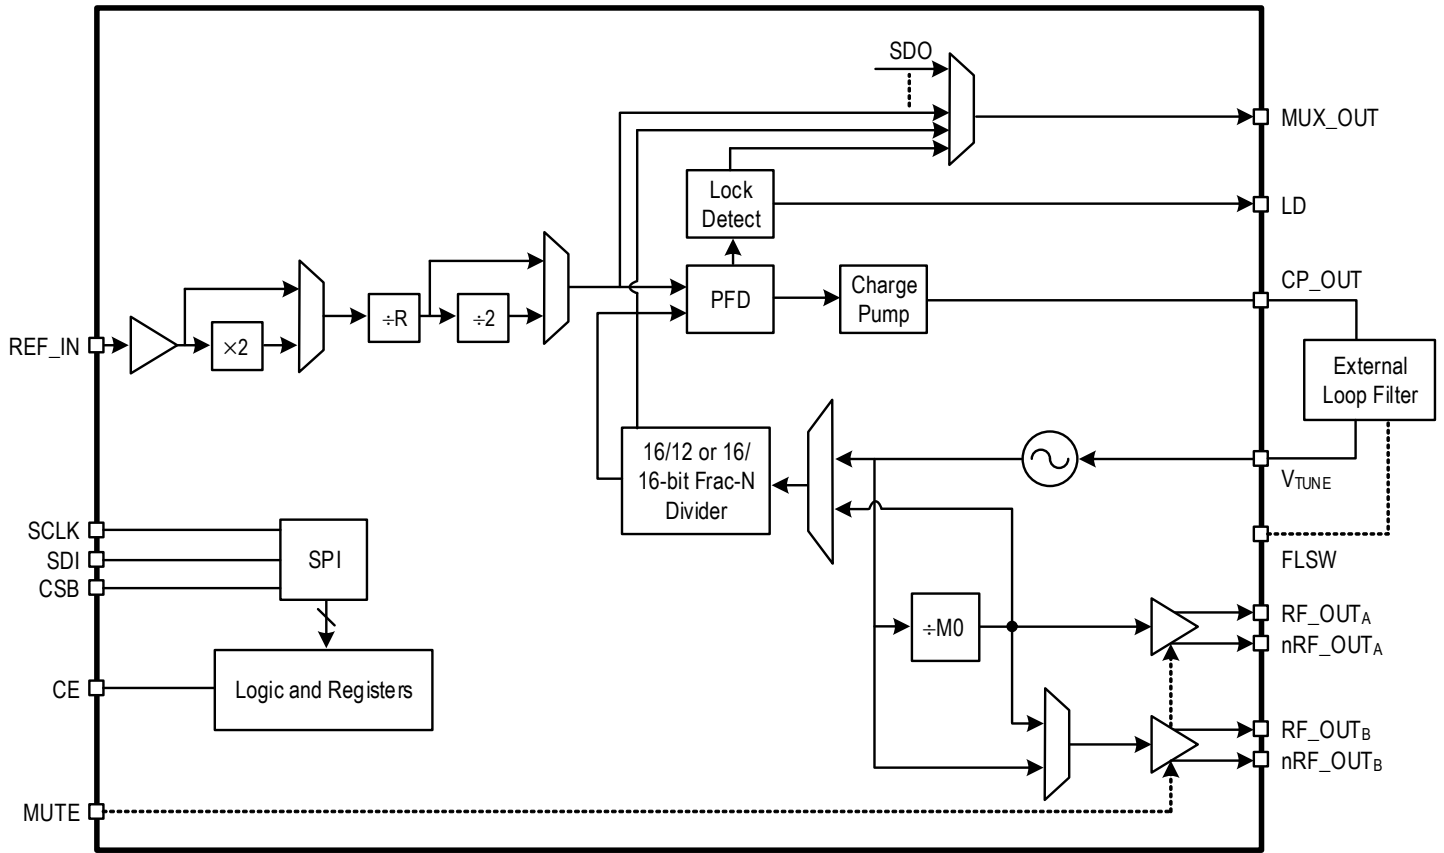 SDO
MUX_OUT
Lock
Detect
LD
CP_OUT
PFD
Charge
Pump
÷R
÷2
×2
REF_IN
External
Loop Filter
16/12 or 16/
16-bit Frac-N
Divider
VTUNE
SCLK
SDI
CSB
SPI
FLSW
÷M0
RF_OUTA
nRF_OUTA
CE
Logic and Registers
RF_OUTB
nRF_OUTB
MUTE